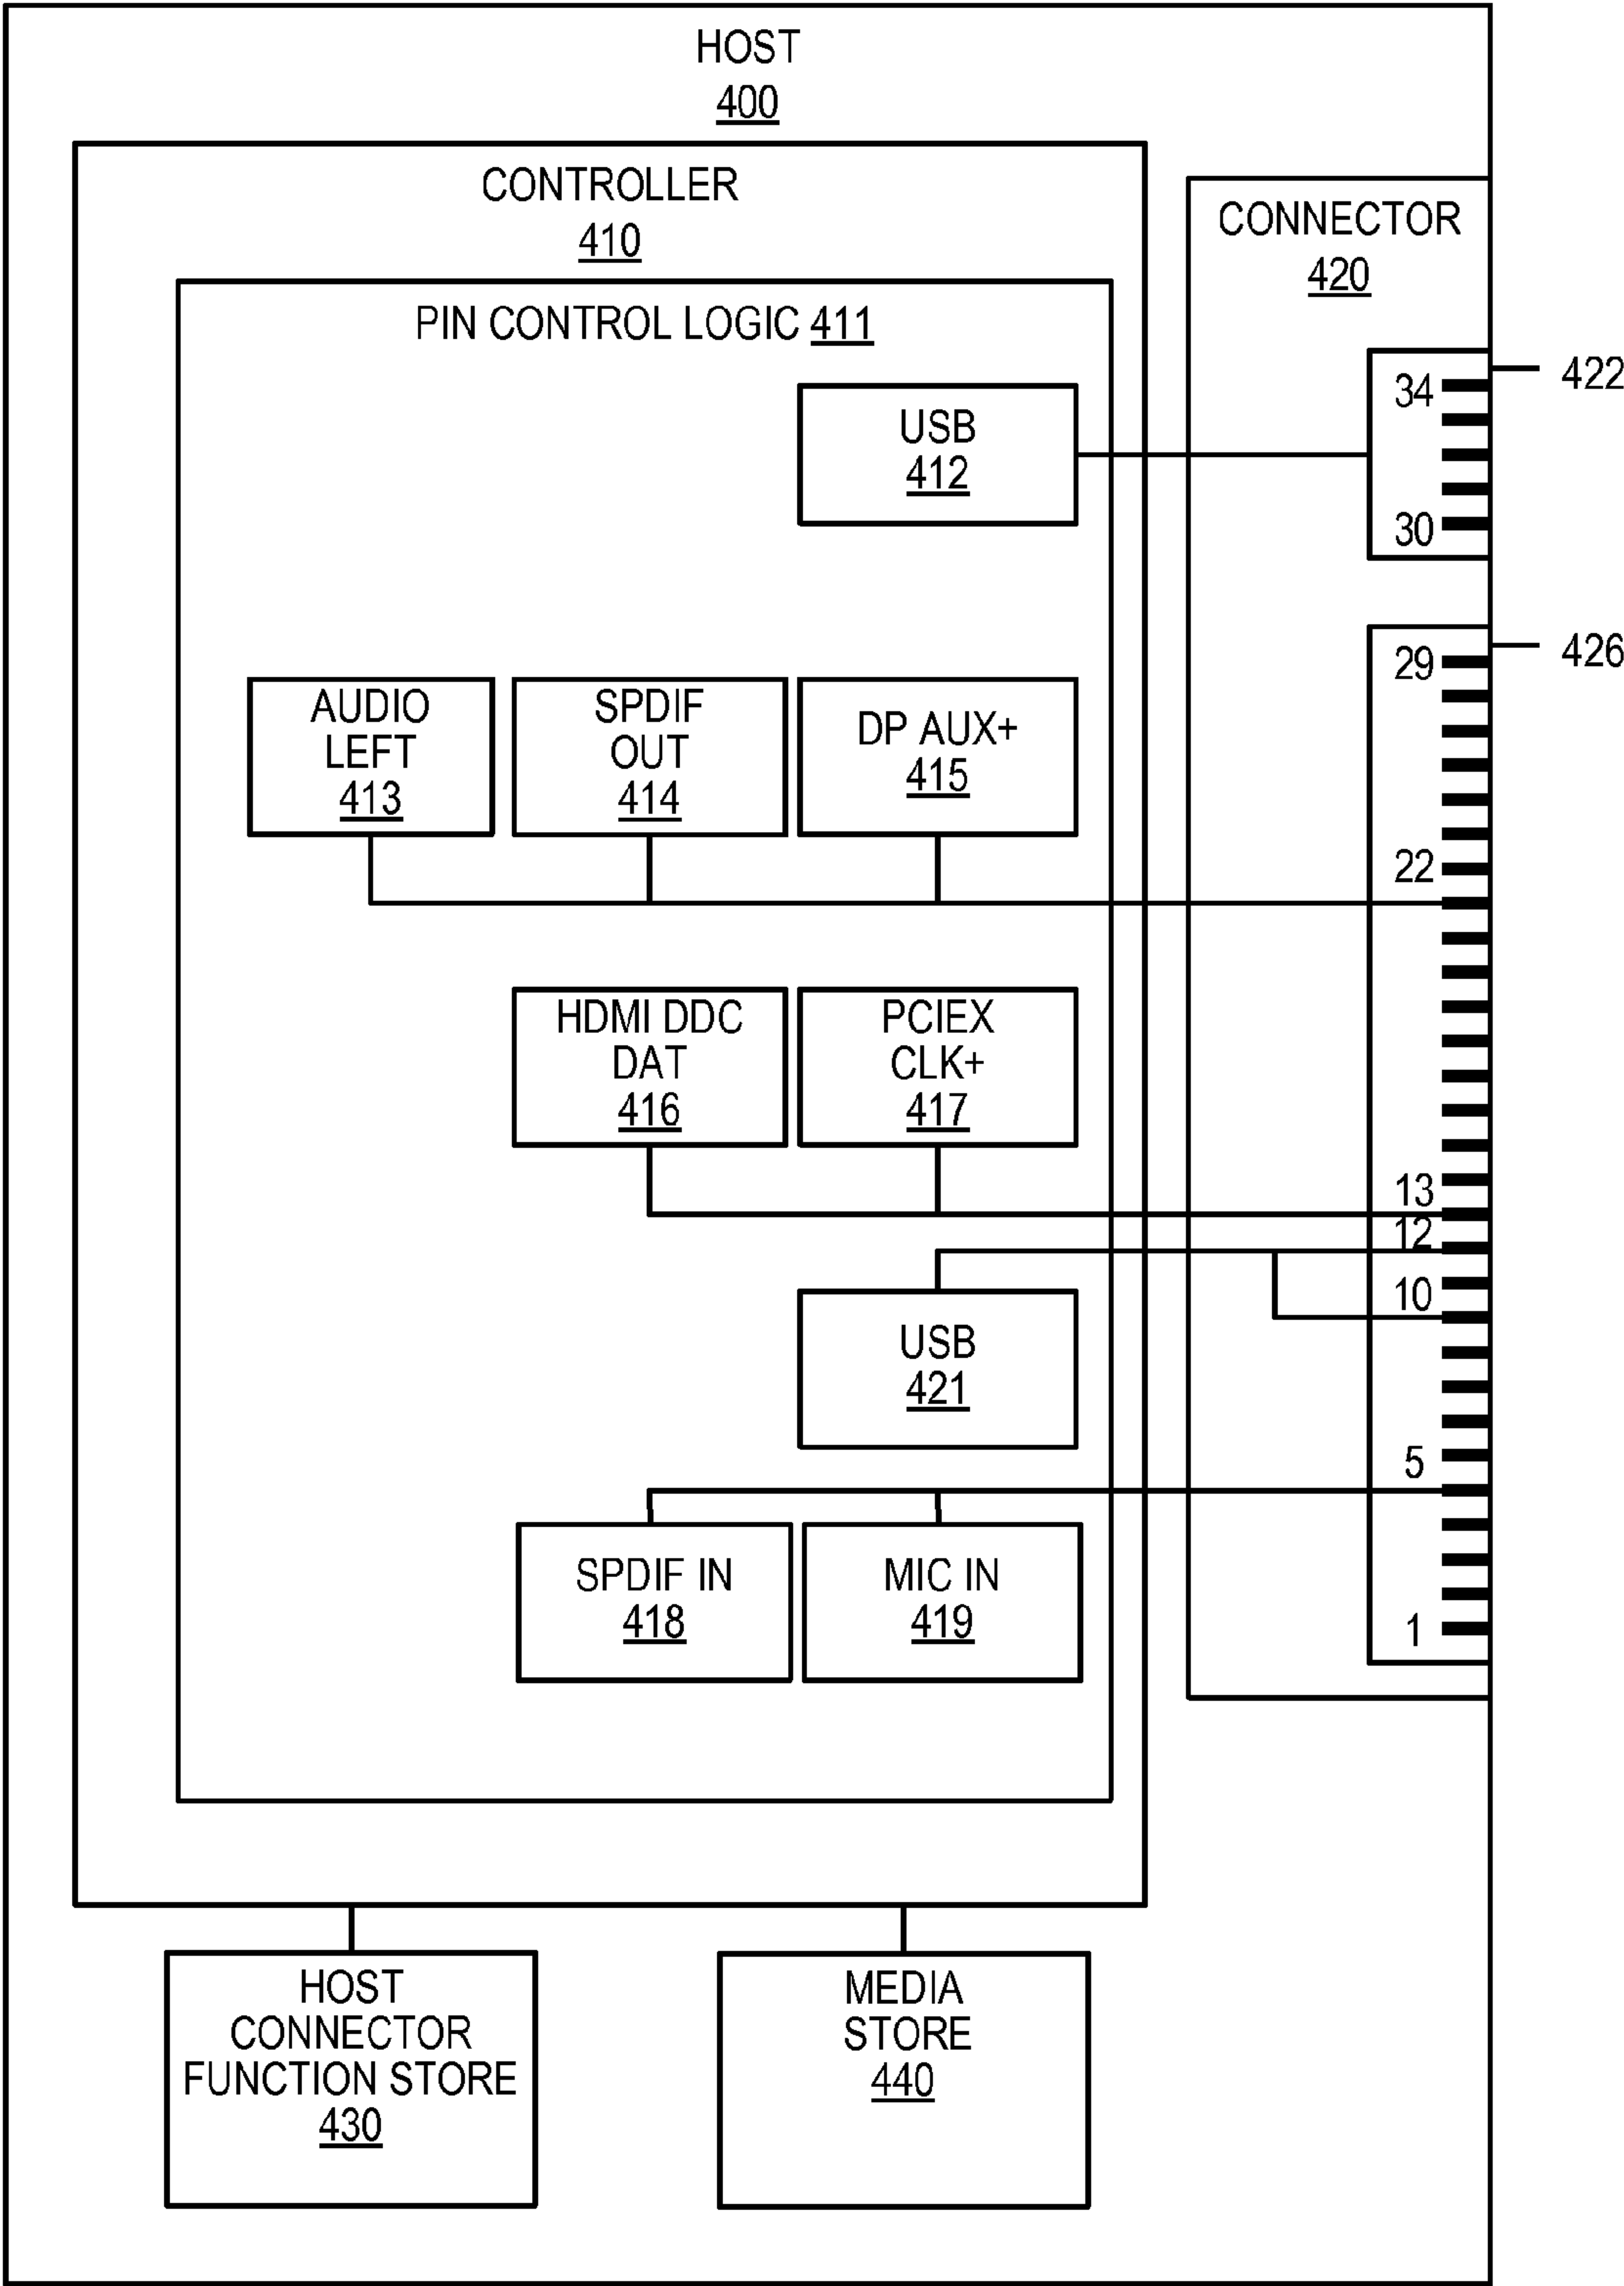 HOST
400
CONTROLLER
410
CONNECTOR
420
PIN CONTROL LOGIC 411
422
34
USB
412
30
426
29
AUDIO
LEFT
413
SPDIF
OUT
414
DP AUX+
415
22
HDMI DDC
DAT
416
PCIEX
CLK+
417
13
12
10
USB
421
5
SPDIF IN
418
MIC IN
419
1
HOST
CONNECTOR
FUNCTION STORE
430
MEDIA
STORE
440